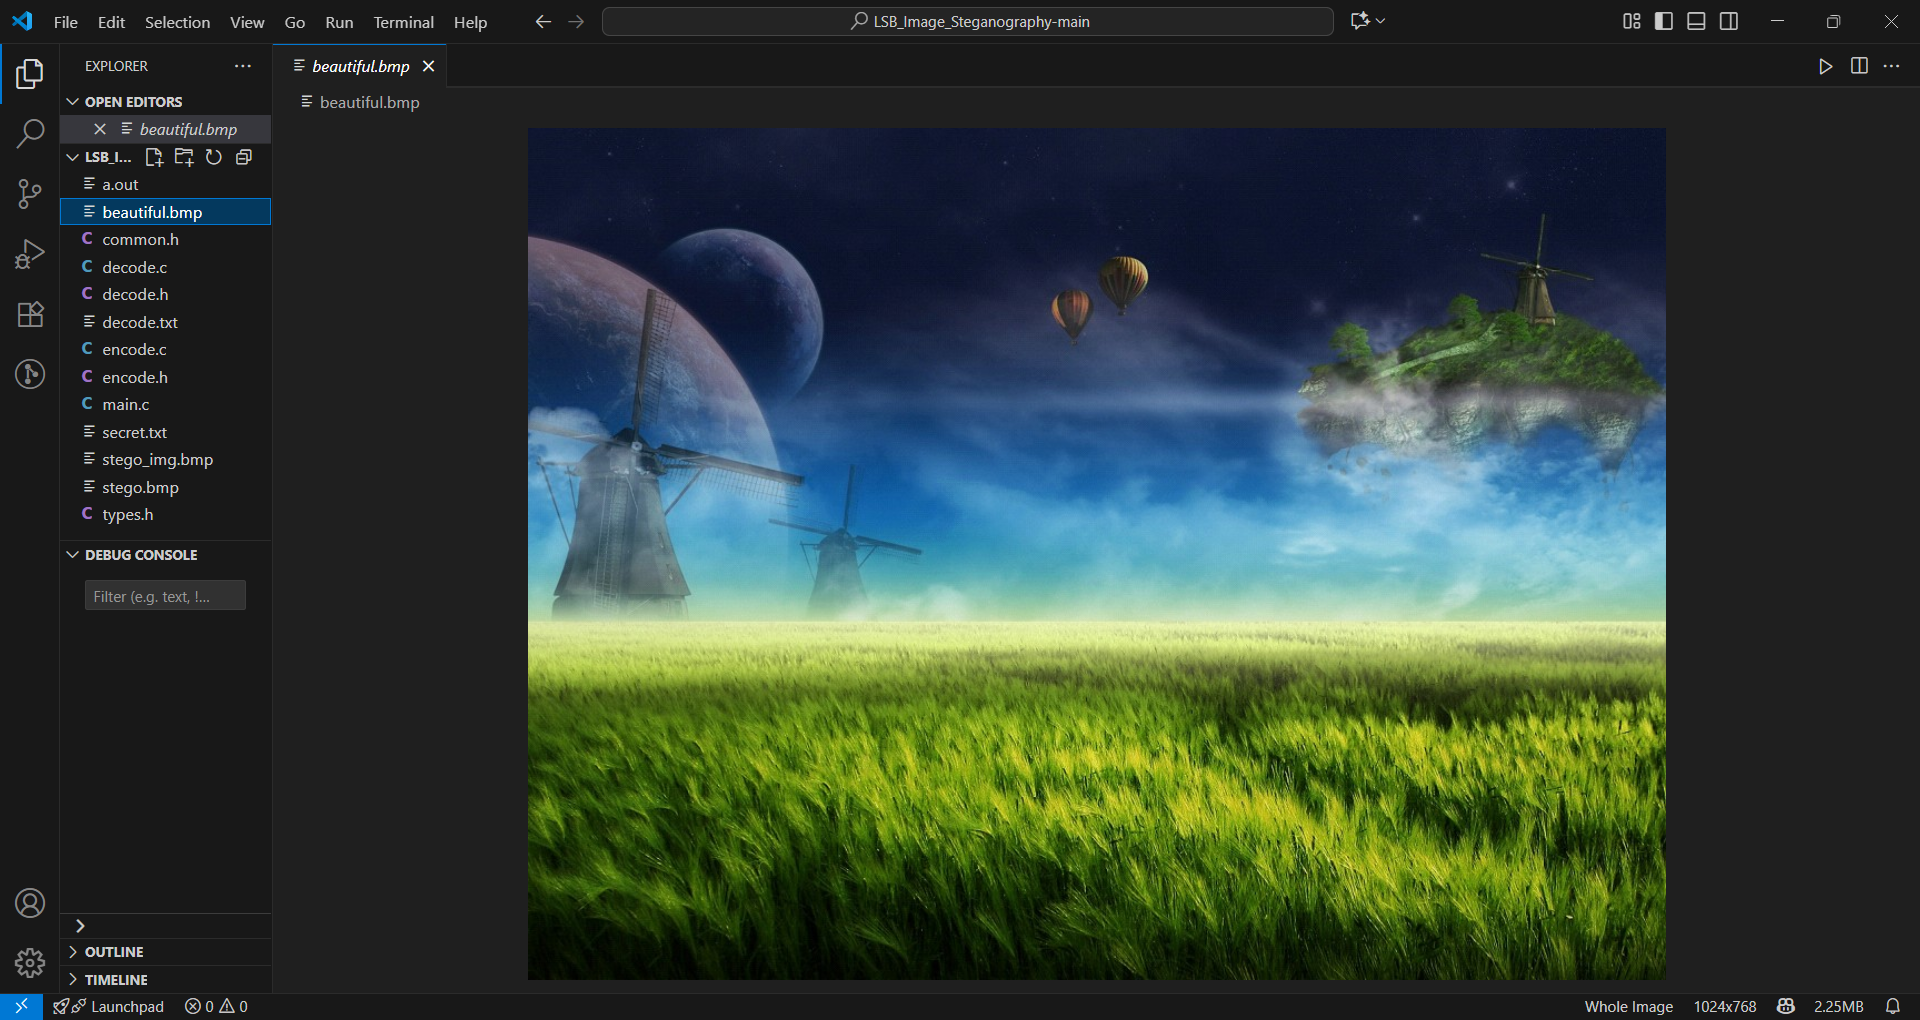 File Edit Selection View Go Run Terminal Help
LSB_Image_Steganography-main
EXPLORER
OPEN EDITORS
beautiful.bmp
LSB_I...
a.out
beautiful.bmp
common.h
decode.c
decode.h
decode.txt
encode.c
encode.h
main.c
secret.txt
stego_img.bmp
stego.bmp
types.h
DEBUG CONSOLE
Filter (e.g. text, !...
OUTLINE
TIMELINE
beautiful.bmp
beautiful.bmp
Launchpad 0 0
Whole Image 1024x768 2.25MB